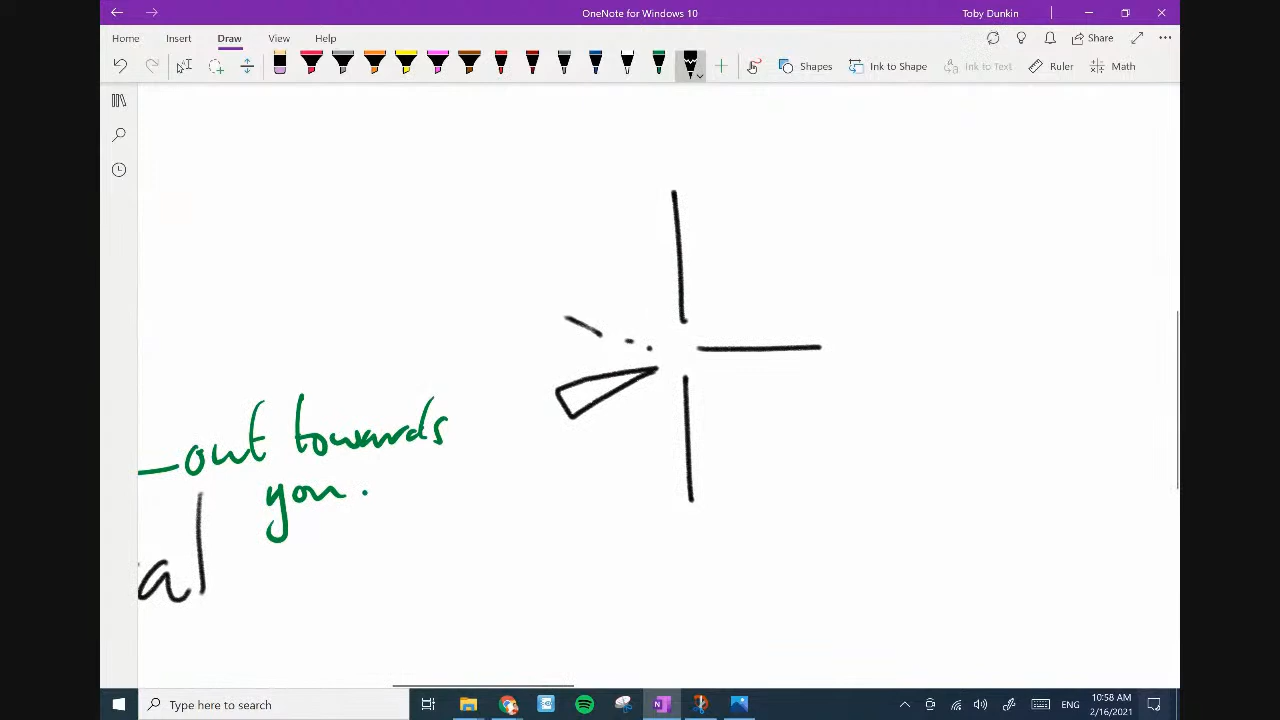 OneNote for Windows 10
Toby Dunkin
Home Insert Draw View Help
Share
Shapes Ink to Shape Ink to Text Ruler Math
out towards
you.
al
Type here to search
ENG
10:58 AM
2/16/2021